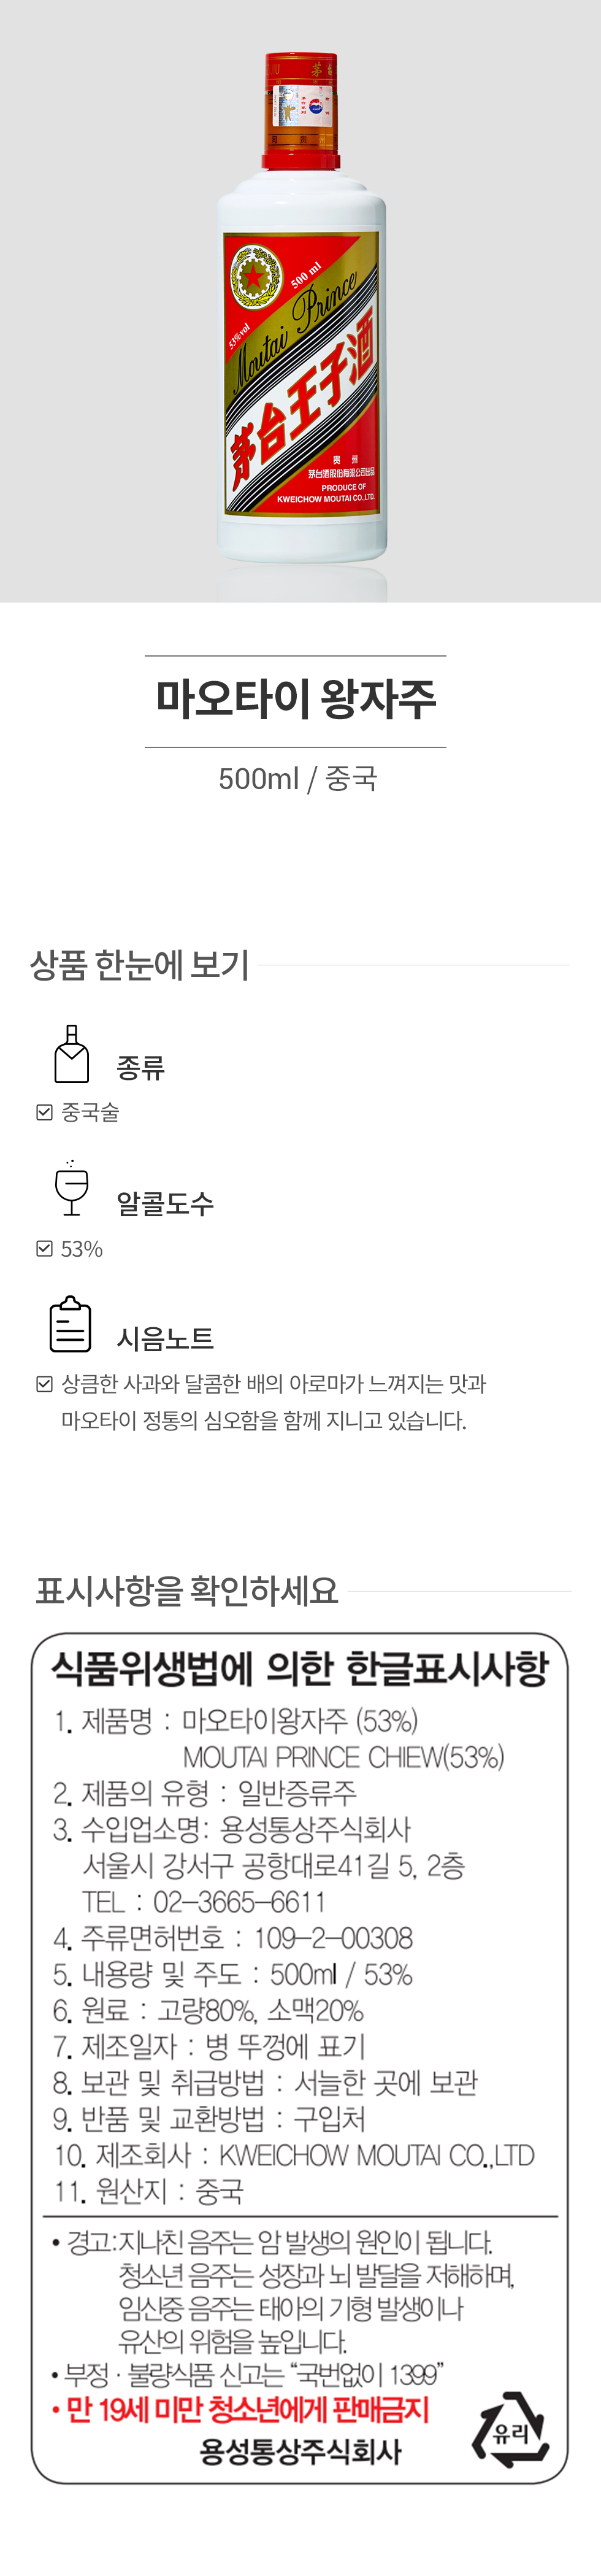 茅台
500 ml
53%vol
Moutai Prince
茅台王子酒
贵 州
茅台酒股份有限公司出品
PRODUCE OF
KWEICHOW MOUTAI CO.,LTD.
마오타이 왕자주
500ml / 중국
상품 한눈에 보기
종류
중국술
알콜도수
53%
시음노트
상큼한 사과와 달콤한 배의 아로마가 느껴지는 맛과
마오타이 정통의 심오함을 함께 지니고 있습니다.
표시사항을 확인하세요
식품위생법에 의한 한글표시사항
1. 제품명 : 마오타이왕자주 (53%)
MOUTAI PRINCE CHIEW(53%)
2. 제품의 유형 : 일반증류주
3. 수입업소명: 용성통상주식회사
서울시 강서구 공항대로41길 5, 2층
TEL : 02-3665-6611
4. 주류면허번호 : 109-2-00308
5. 내용량 및 주도 : 500ml / 53%
6. 원료 : 고량80%, 소맥20%
7. 제조일자 : 병 뚜껑에 표기
8. 보관 및 취급방법 : 서늘한 곳에 보관
9. 반품 및 교환방법 : 구입처
10. 제조회사 : KWEICHOW MOUTAI CO.,LTD
11. 원산지 : 중국
• 경고:지나친 음주는 암 발생의 원인이 됩니다.
청소년 음주는 성장과 뇌 발달을 저해하며,
임신중 음주는 태아의 기형 발생이나
유산의 위험을 높입니다.
• 부정 · 불량식품 신고는 “국번없이 1399”
• 만 19세 미만 청소년에게 판매금지
유리
용성통상주식회사